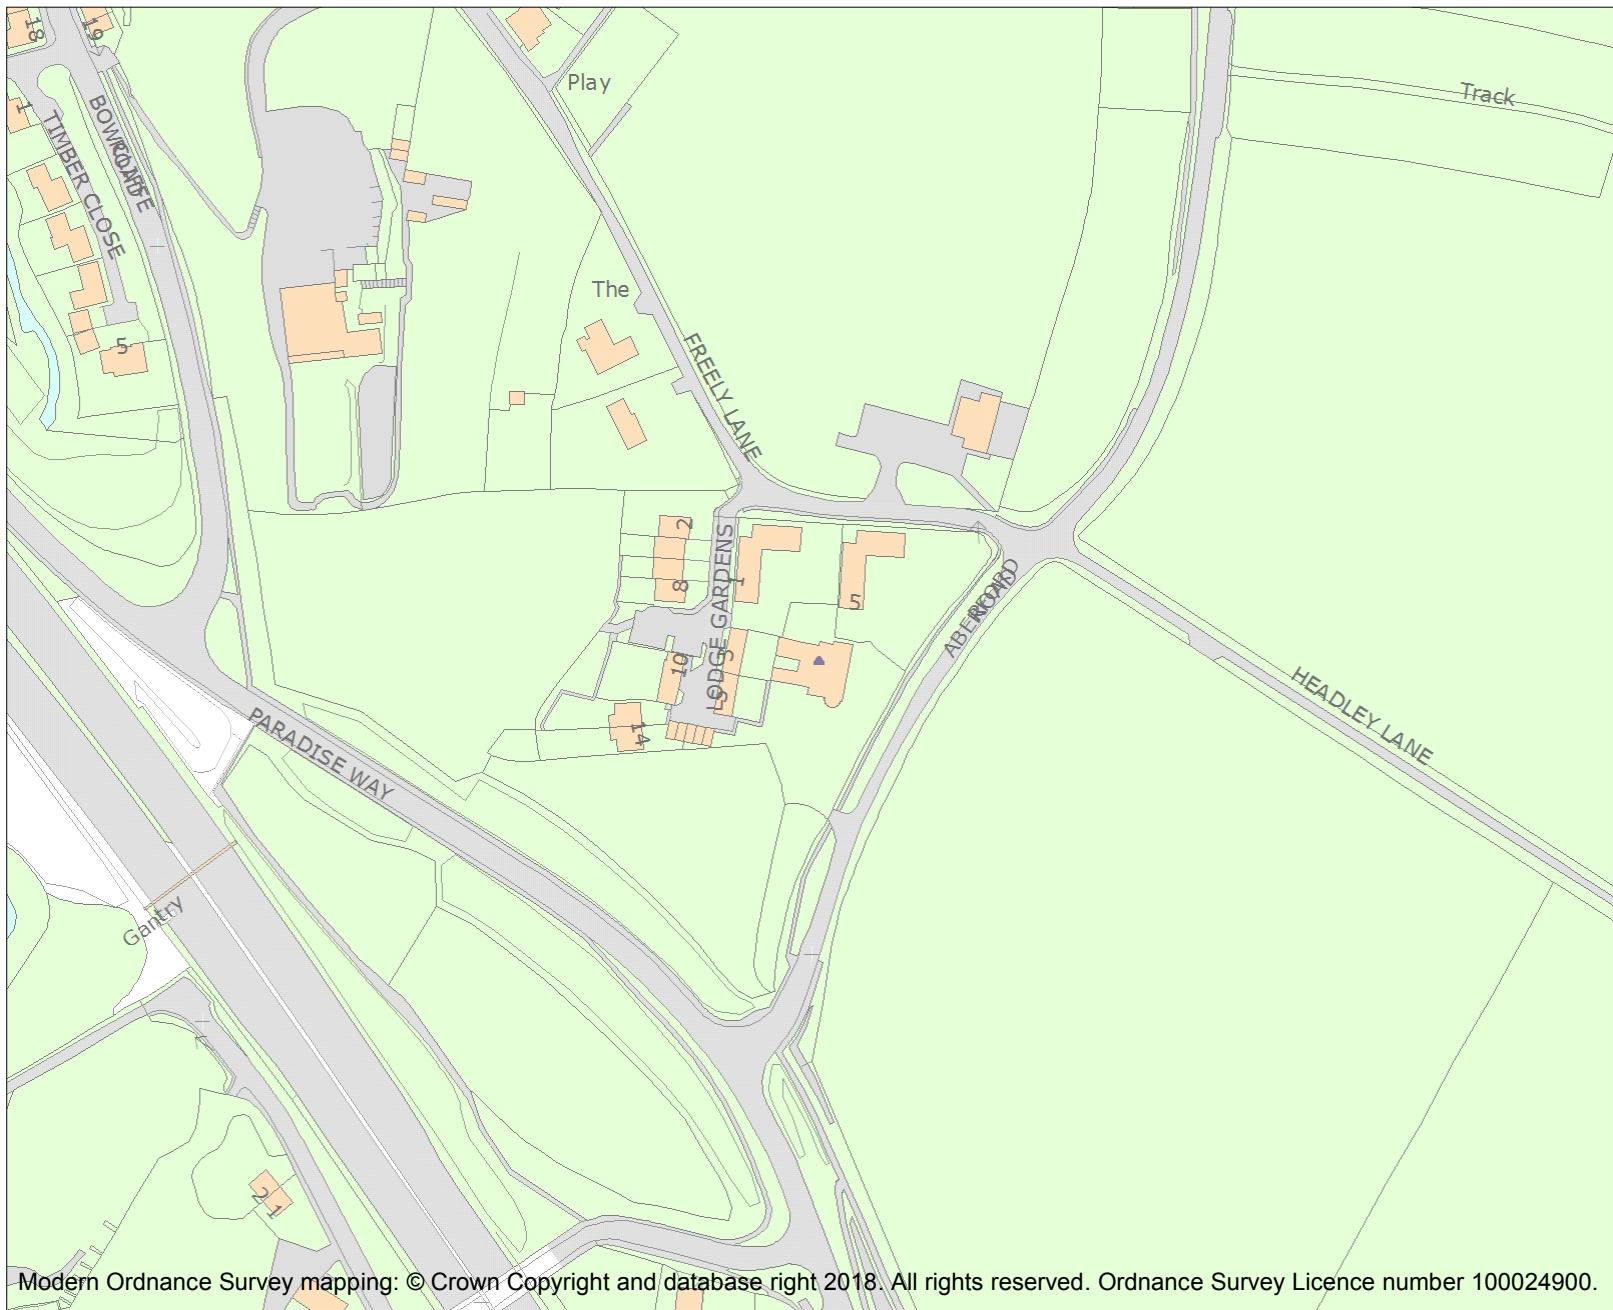 18
19
Play
Track
1
BOWCLIFFE
ROAD
TIMBER CLOSE
The
5
FREELY LANE
2
LODGE GARDENS
8
1
5
ABERFORD
ROAD
10
3
5
HEADLEY LANE
14
PARADISE WAY
Gantry
2
1
Modern Ordnance Survey mapping: © Crown Copyright and database right 2018. All rights reserved. Ordnance Survey Licence number 100024900.